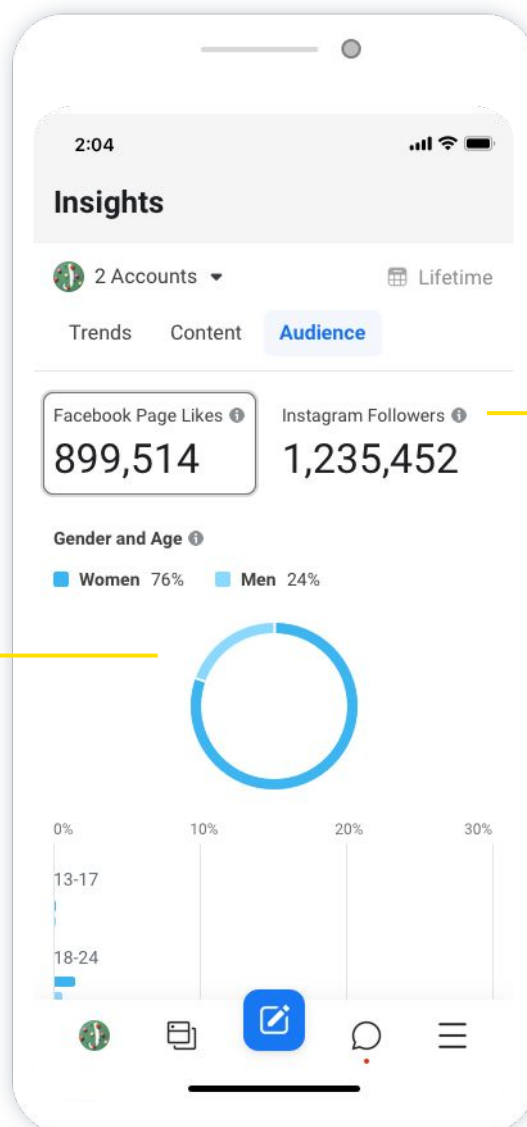 2:04
Insights
2 Accounts Lifetime
Trends Content Audience
Facebook Page Likes Instagram Followers
899,514 1,235,452
Gender and Age
Women 76% Men 24%
0% 10% 20% 30%
13-17
18-24